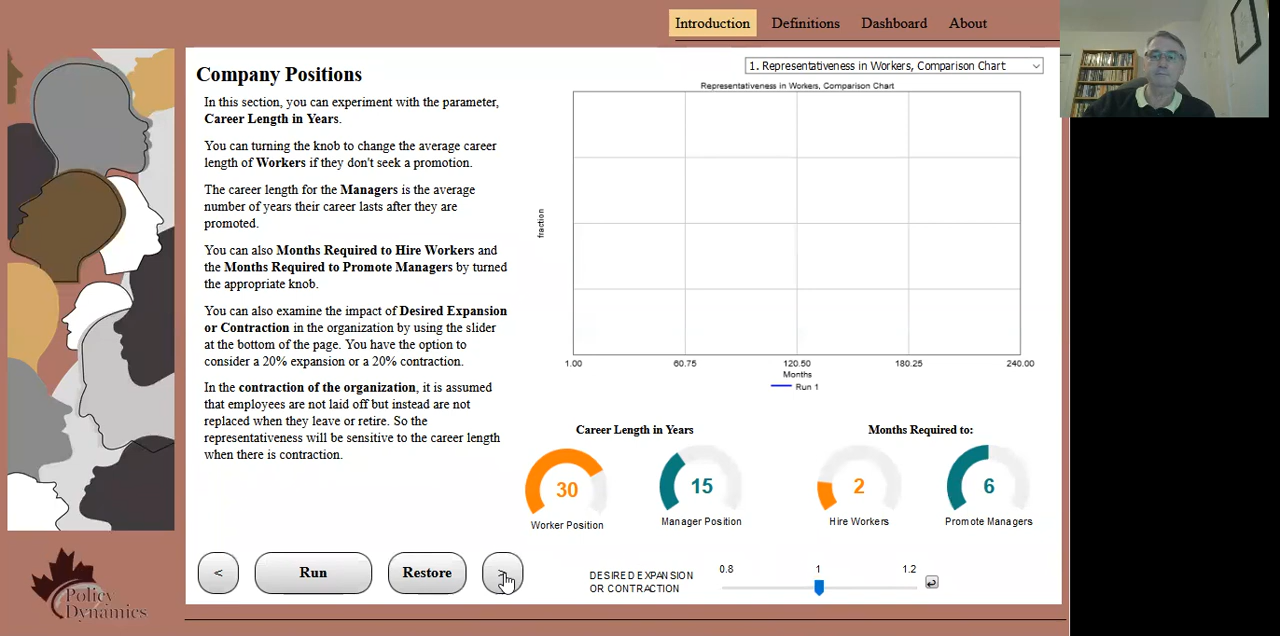 Introduction Definitions Dashboard About
Company Positions
In this section, you can experiment with the parameter,
Career Length in Years.
You can turning the knob to change the average career
length of Workers if they don't seek a promotion.
The career length for the Managers is the average
number of years their career lasts after they are
promoted.
You can also Months Required to Hire Workers and
the Months Required to Promote Managers by turned
the appropriate knob.
You can also examine the impact of Desired Expansion
or Contraction in the organization by using the slider
at the bottom of the page. You have the option to
consider a 20% expansion or a 20% contraction.
In the contraction of the organization, it is assumed
that employees are not laid off but instead are not
replaced when they leave or retire. So the
representativeness will be sensitive to the career length
when there is contraction.
1. Representativeness in Workers, Comparison Chart
Representativeness in Workers, Comparison Chart
fraction
1.00 60.75 120.50 180.25 240.00
Months
Run 1
Career Length in Years
30
Worker Position
15
Manager Position
Months Required to:
2
Hire Workers
6
Promote Managers
< Run Restore >
DESIRED EXPANSION
OR CONTRACTION
0.8 1 1.2
Policy
Dynamics